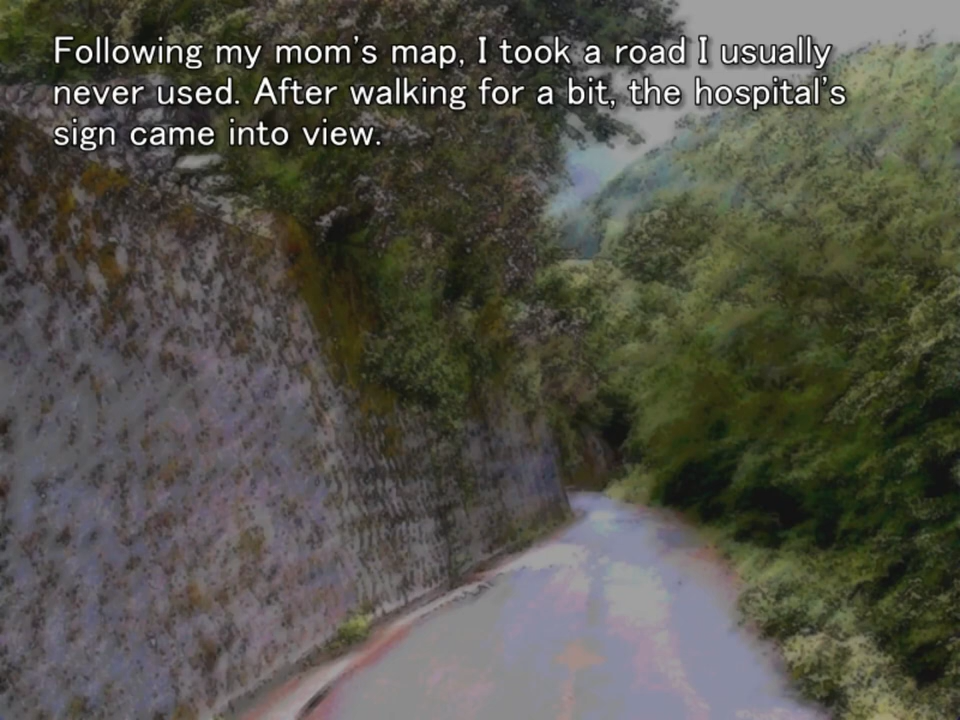 Following my mom's map, I took a road I usually
never used. After walking for a bit, the hospital's
sign came into view.